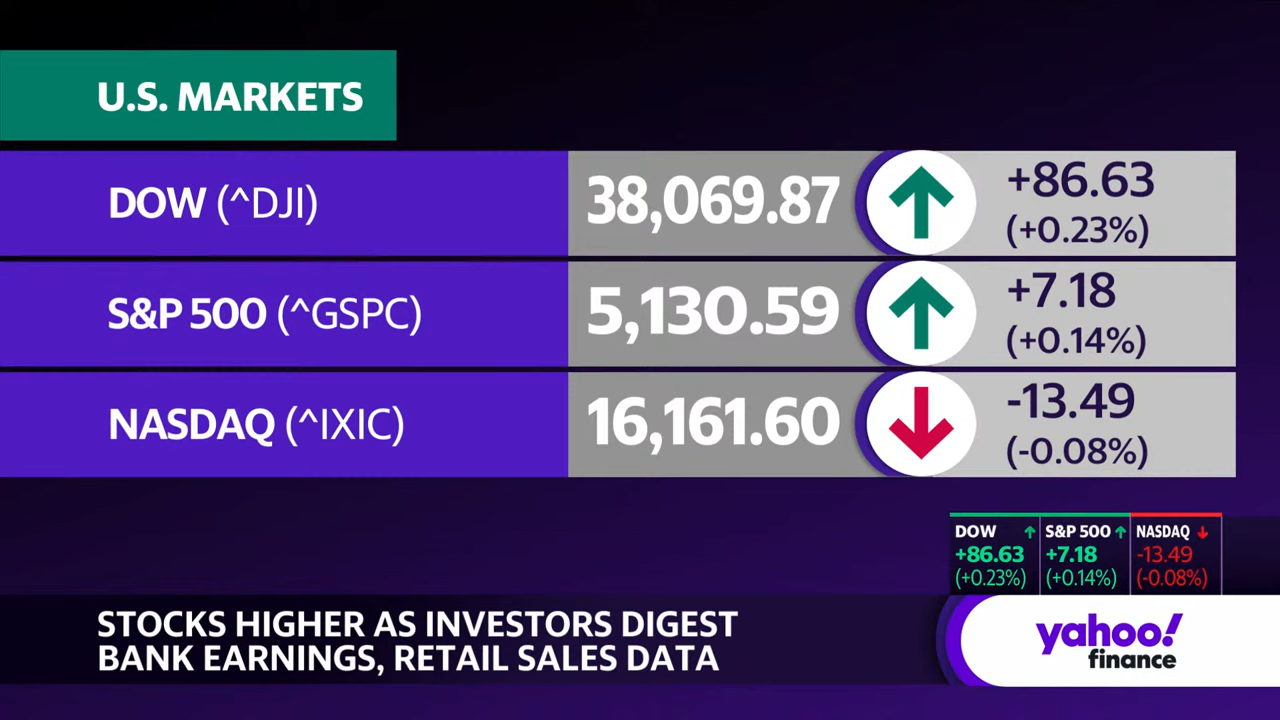 U.S. MARKETS
DOW (^DJI) 38,069.87 +86.63
(+0.23%)
S&P 500 (^GSPC) 5,130.59 +7.18
(+0.14%)
NASDAQ (^IXIC) 16,161.60 -13.49
(-0.08%)
DOW S&P 500 NASDAQ
+86.63 +7.18 -13.49
(+0.23%) (+0.14%) (-0.08%)
STOCKS HIGHER AS INVESTORS DIGEST
BANK EARNINGS, RETAIL SALES DATA
yahoo!
finance